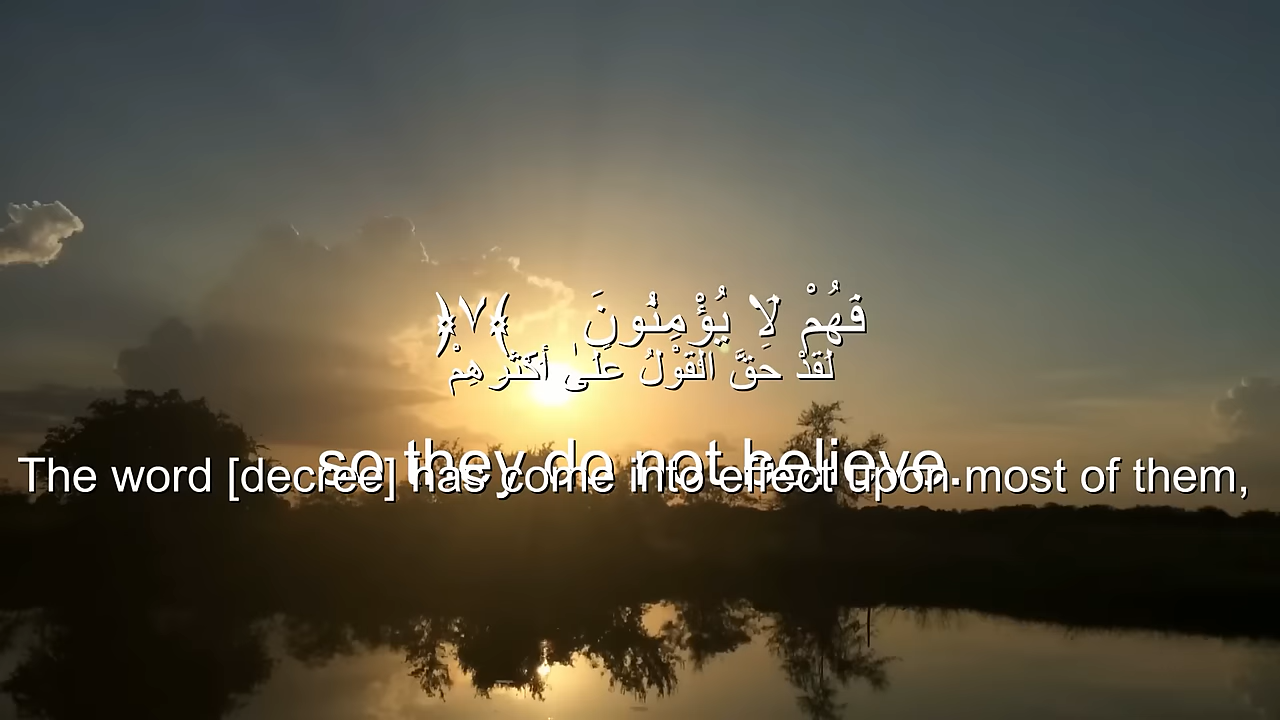 فَهُمْ لَا يُؤْمِنُونَ ﴿٧﴾
لَقَدْ حَقَّ الْقَوْلُ عَلَىٰ أَكْثَرِهِمْ
so they do not believe.
The word [decree] has come into effect upon most of them,